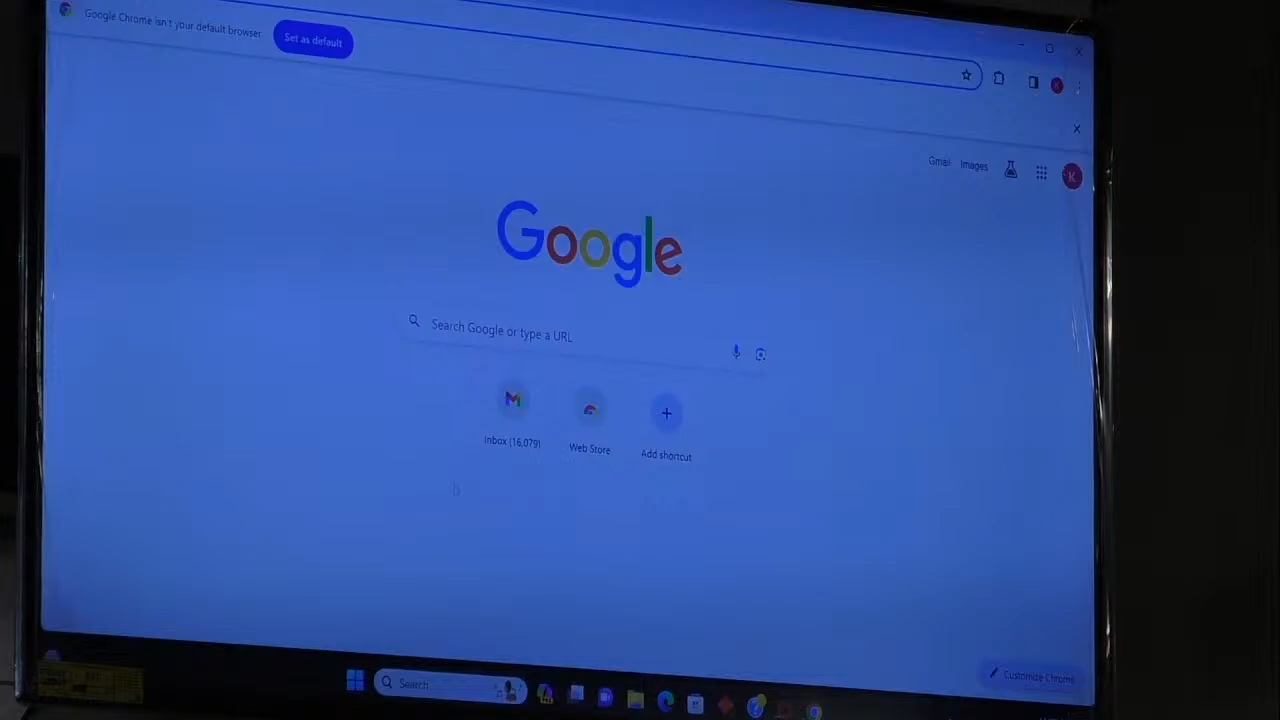 Google Chrome isn't your default browser
Set as default
K
Gmail
Images
K
Google
Search Google or type a URL
Inbox (16,079)
Web Store
Add shortcut
Customize Chrome
Search